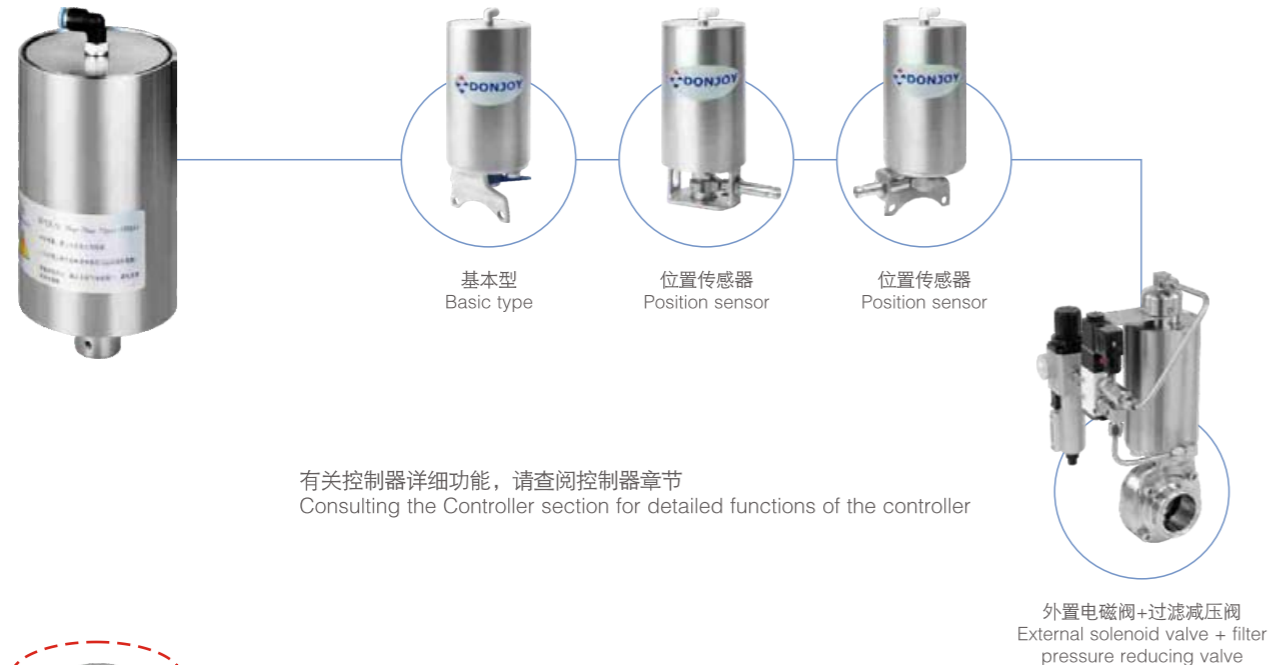 DONJOY
DONJOY
DONJOY
基本型
Basic type
位置传感器
Position sensor
位置传感器
Position sensor
有关控制器详细功能，请查阅控制器章节
Consulting the Controller section for detailed functions of the controller
外置电磁阀+过滤减压阀
External solenoid valve + filter
pressure reducing valve